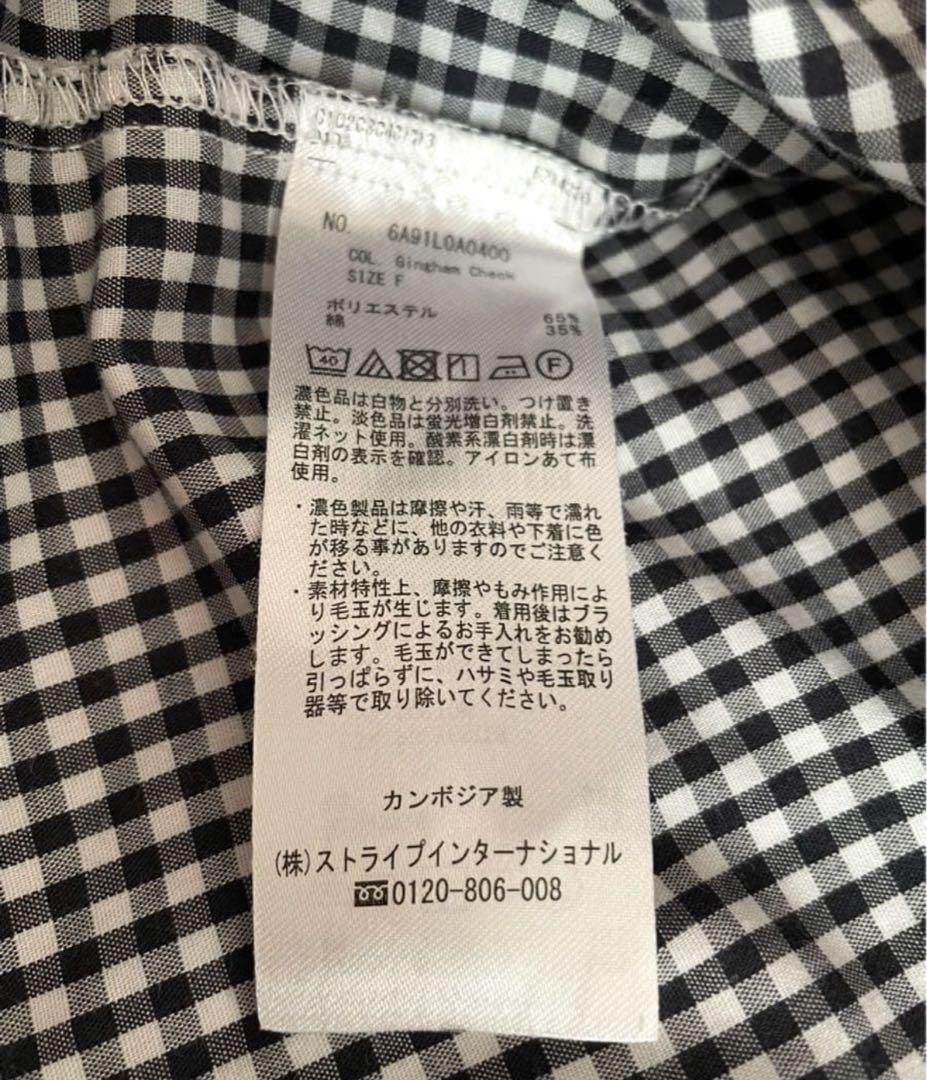 NO. 6A91L0A0400
COL. Gingham Check
SIZE F
ポリエステル 65%
綿 35%
40 F
濃色品は白物と分別洗い。つけ置き
禁止。淡色品は蛍光増白剤禁止。洗
濯ネット使用。酸素系漂白剤時は漂
白剤の表示を確認。アイロンあて布
使用。
・濃色製品は摩擦や汗、雨等で濡れ
た時などに、他の衣料や下着に色
が移る事がありますのでご注意く
ださい。
・素材特性上、摩擦やもみ作用によ
り毛玉が生じます。着用後はブラ
ッシングによるお手入れをお勧め
します。毛玉ができてしまったら
引っぱらずに、ハサミや毛玉取り
器等で取り除いてください。
カンボジア製
(株)ストライプインターナショナル
0120-806-008